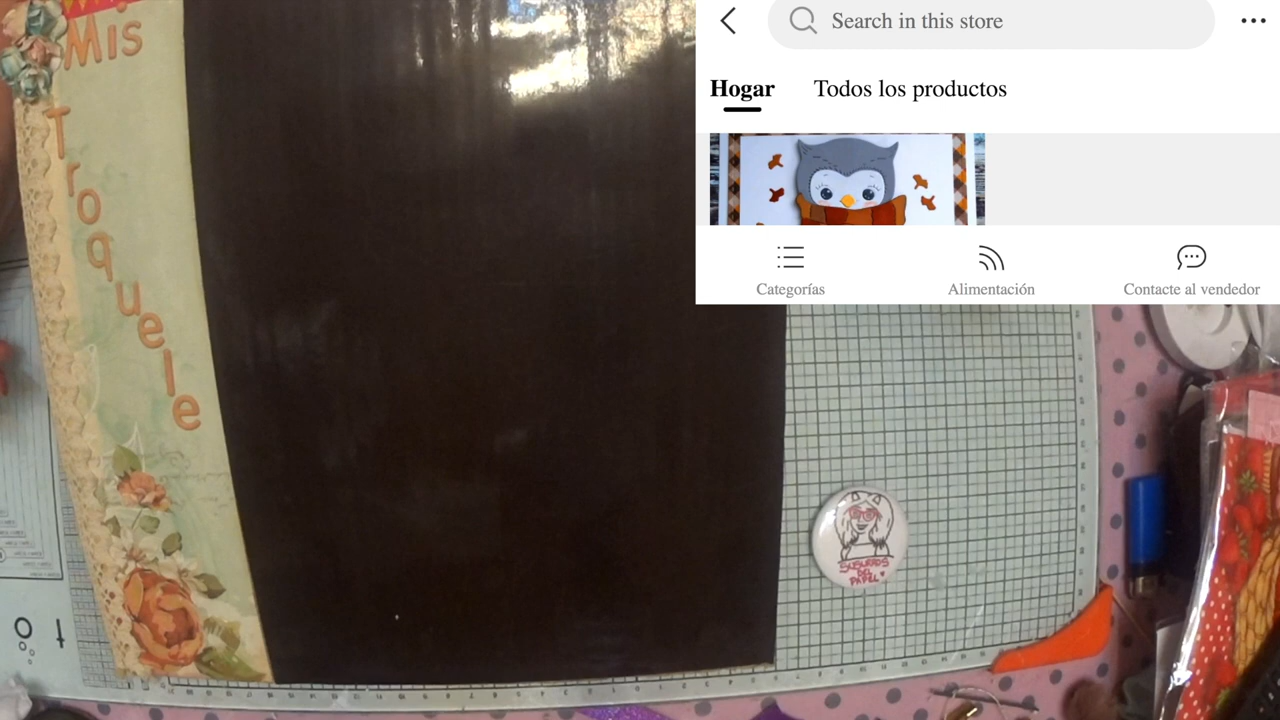 Mis
Troquele
Search in this store
Hogar
Todos los productos
Categorías
Alimentación
Contacte al vendedor
SUSURROS
DEL
PAPEL